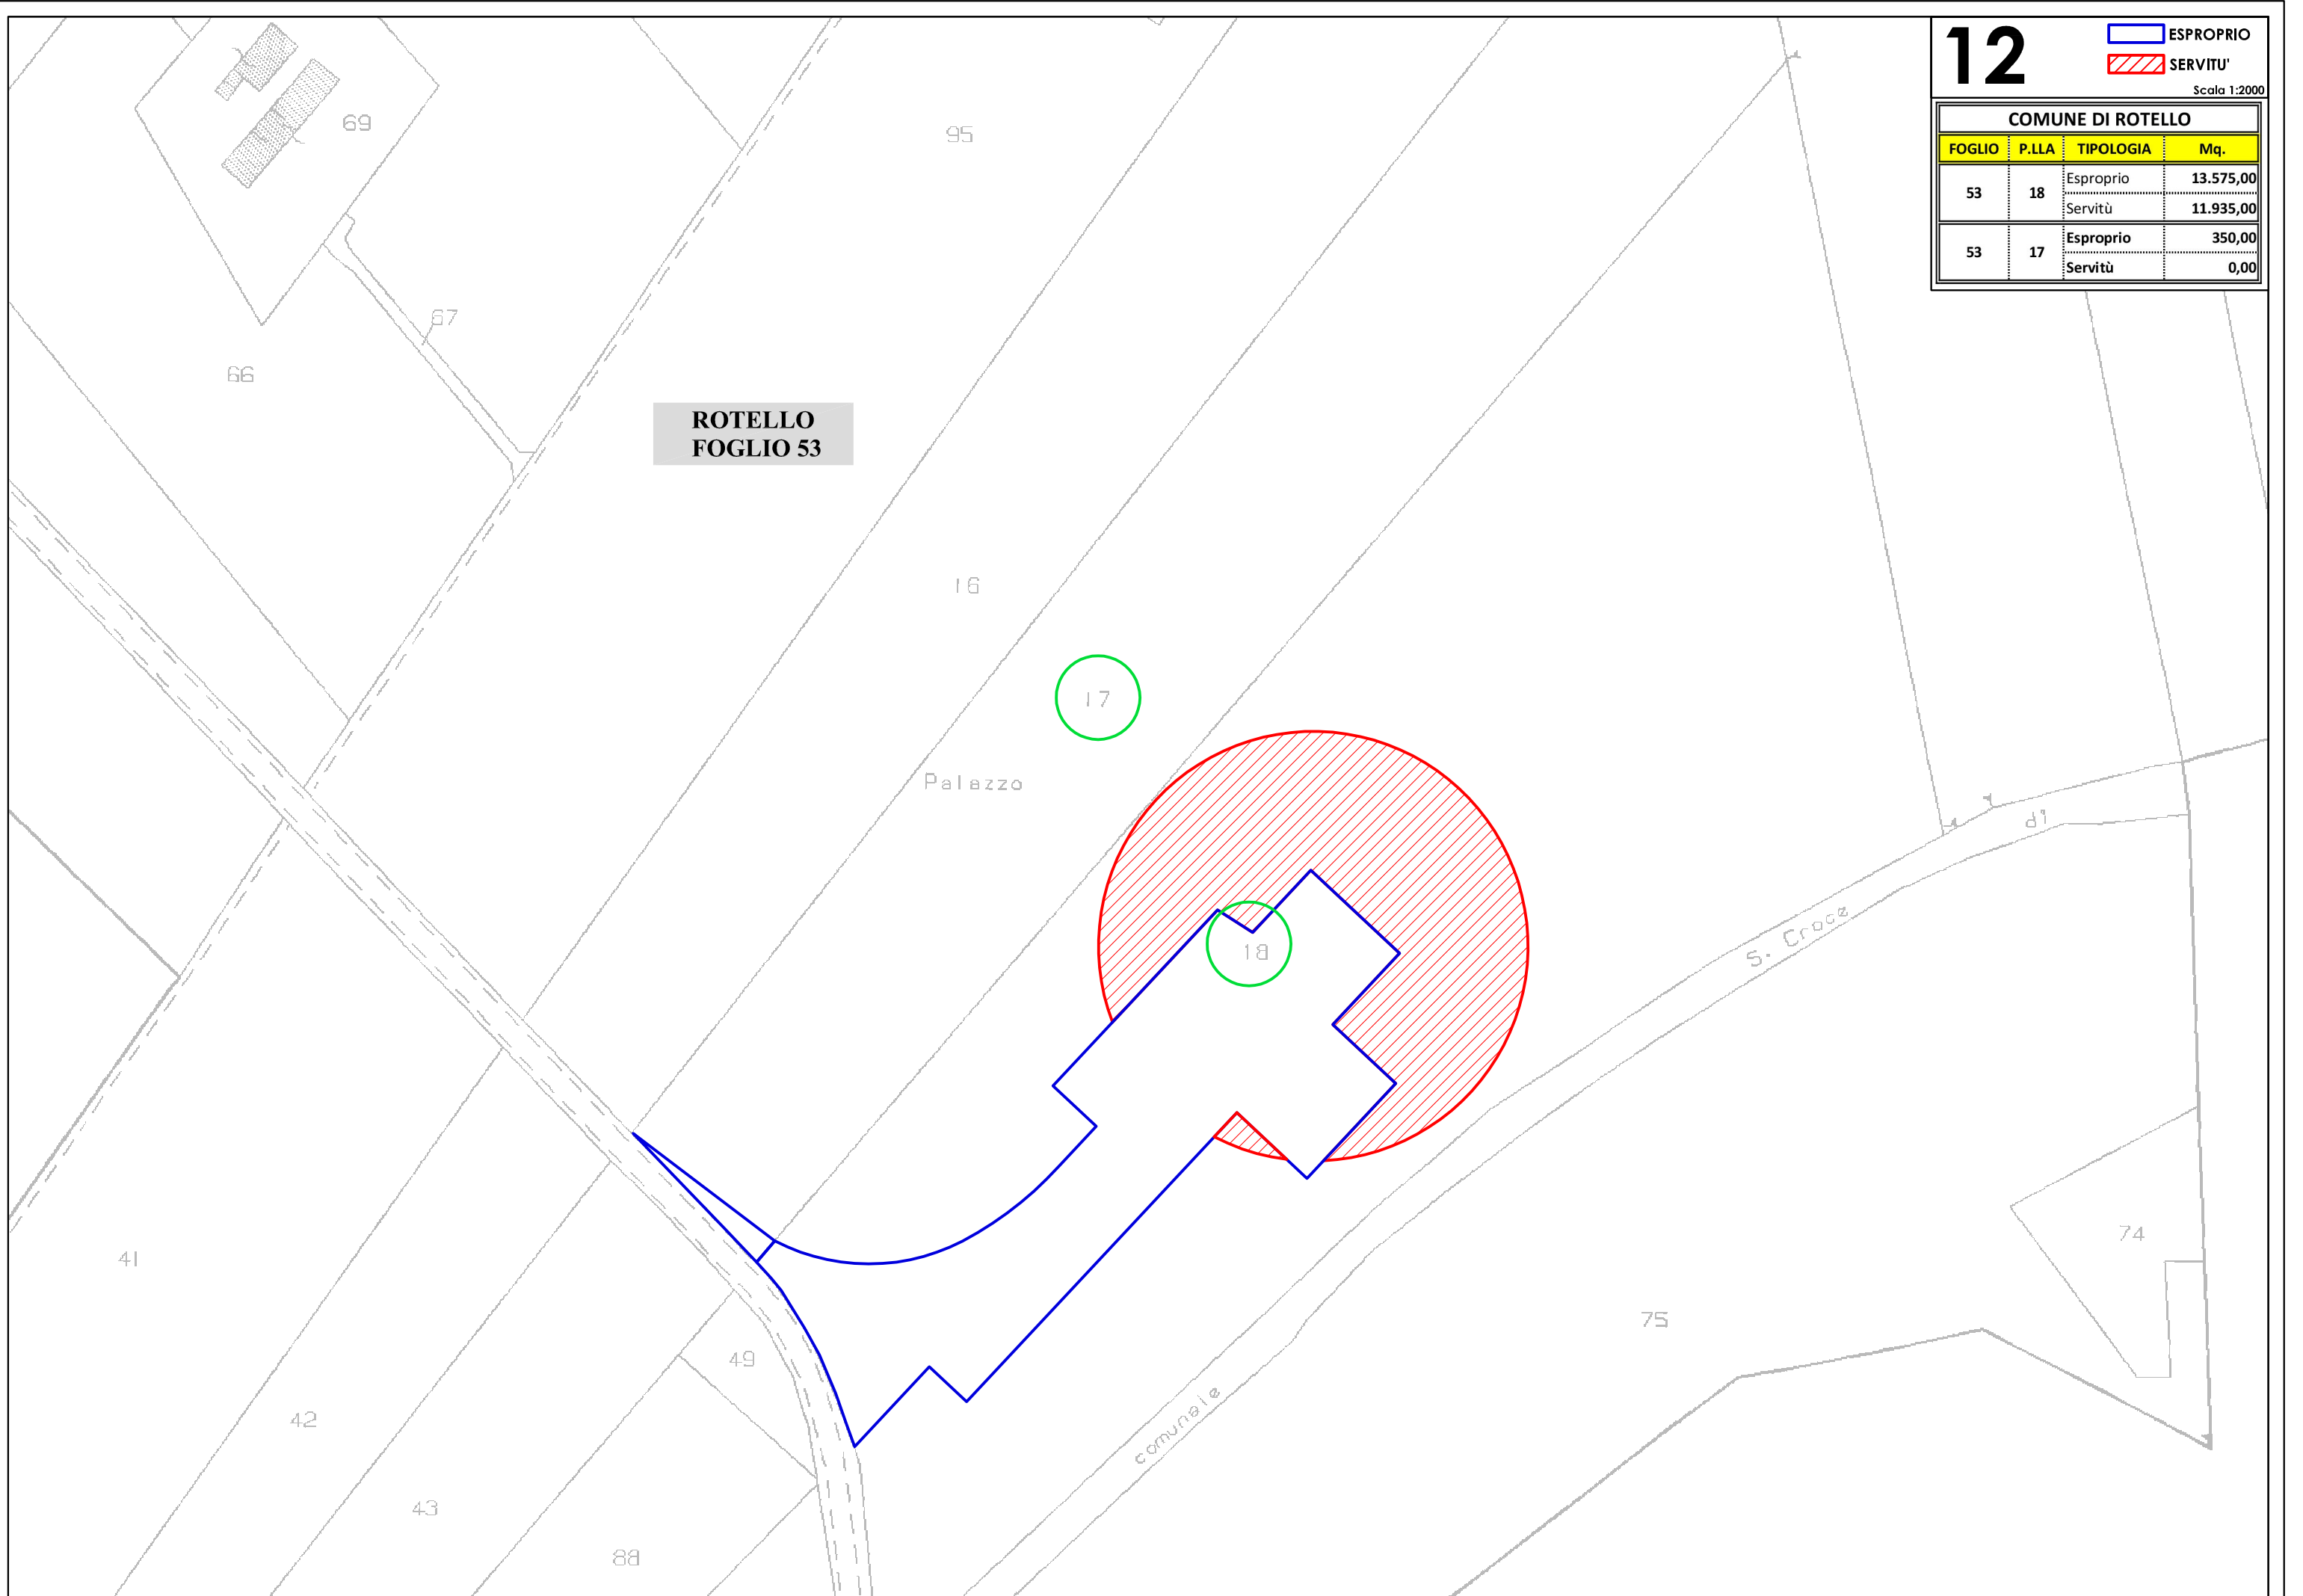 12
ESPROPRIO
SERVITU'
Scala 1:2000
COMUNE DI ROTELLO
FOGLIO P.LLA TIPOLOGIA Mq.
53 18 Esproprio 13.575,00
Servitù 11.935,00
53 17 Esproprio 350,00
Servitù 0,00
69
95
67
66
ROTELLO
FOGLIO 53
16
17
Palazzo
di
18
S. Croce
74
41
75
49
comunale
42
43
88